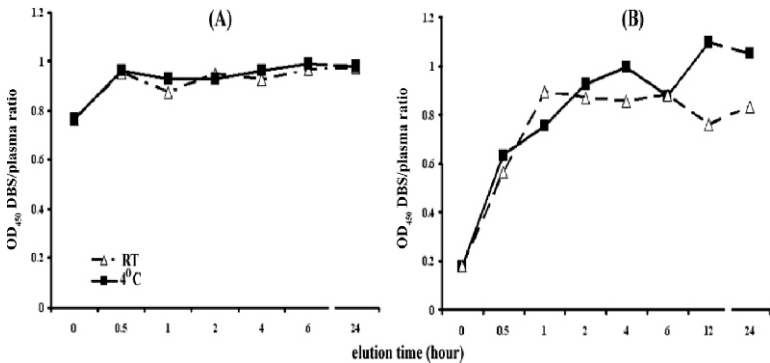 (A)
OD450 DBS/plasma ratio
1.2
1
0.8
0.6
0.4
0.2
0
RT
4⁰C
0 0.5 1 2 4 6 24
(B)
OD450 DBS/plasma ratio
1.2
1
0.8
0.6
0.4
0.2
0
0 0.5 1 2 4 6 12 24
elution time (hour)